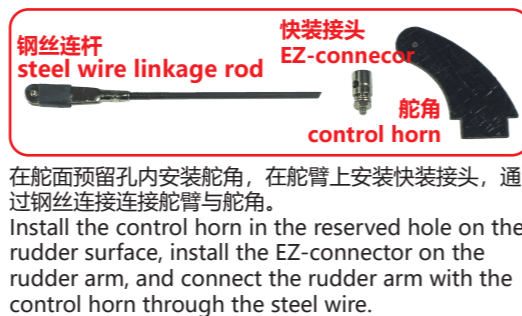 钢丝连杆
steel wire linkage rod
快装接头
EZ-connecor
舵角
control horn
在舵面预留孔内安装舵角，在舵臂上安装快装接头，通
过钢丝连接连接舵臂与舵角。
Install the control horn in the reserved hole on the
rudder surface, install the EZ-connector on the
rudder arm, and connect the rudder arm with the
control horn through the steel wire.